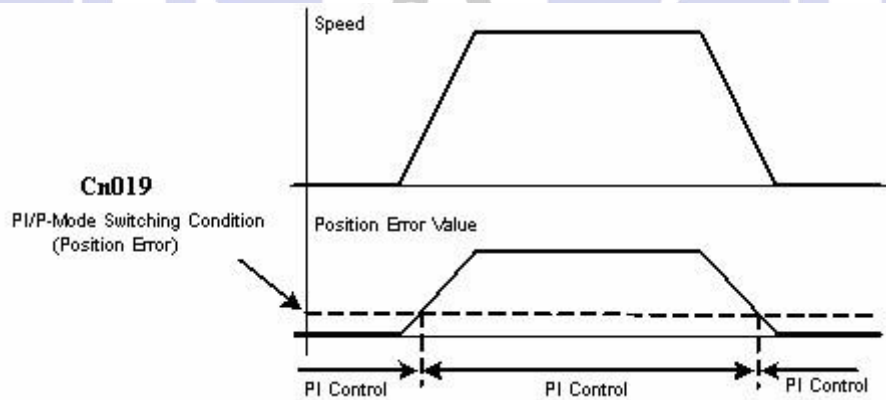 Speed
Cn019
PI/P-Mode Switching Condition
(Position Error)
Position Error Value
PI Control
PI Control
PI Control